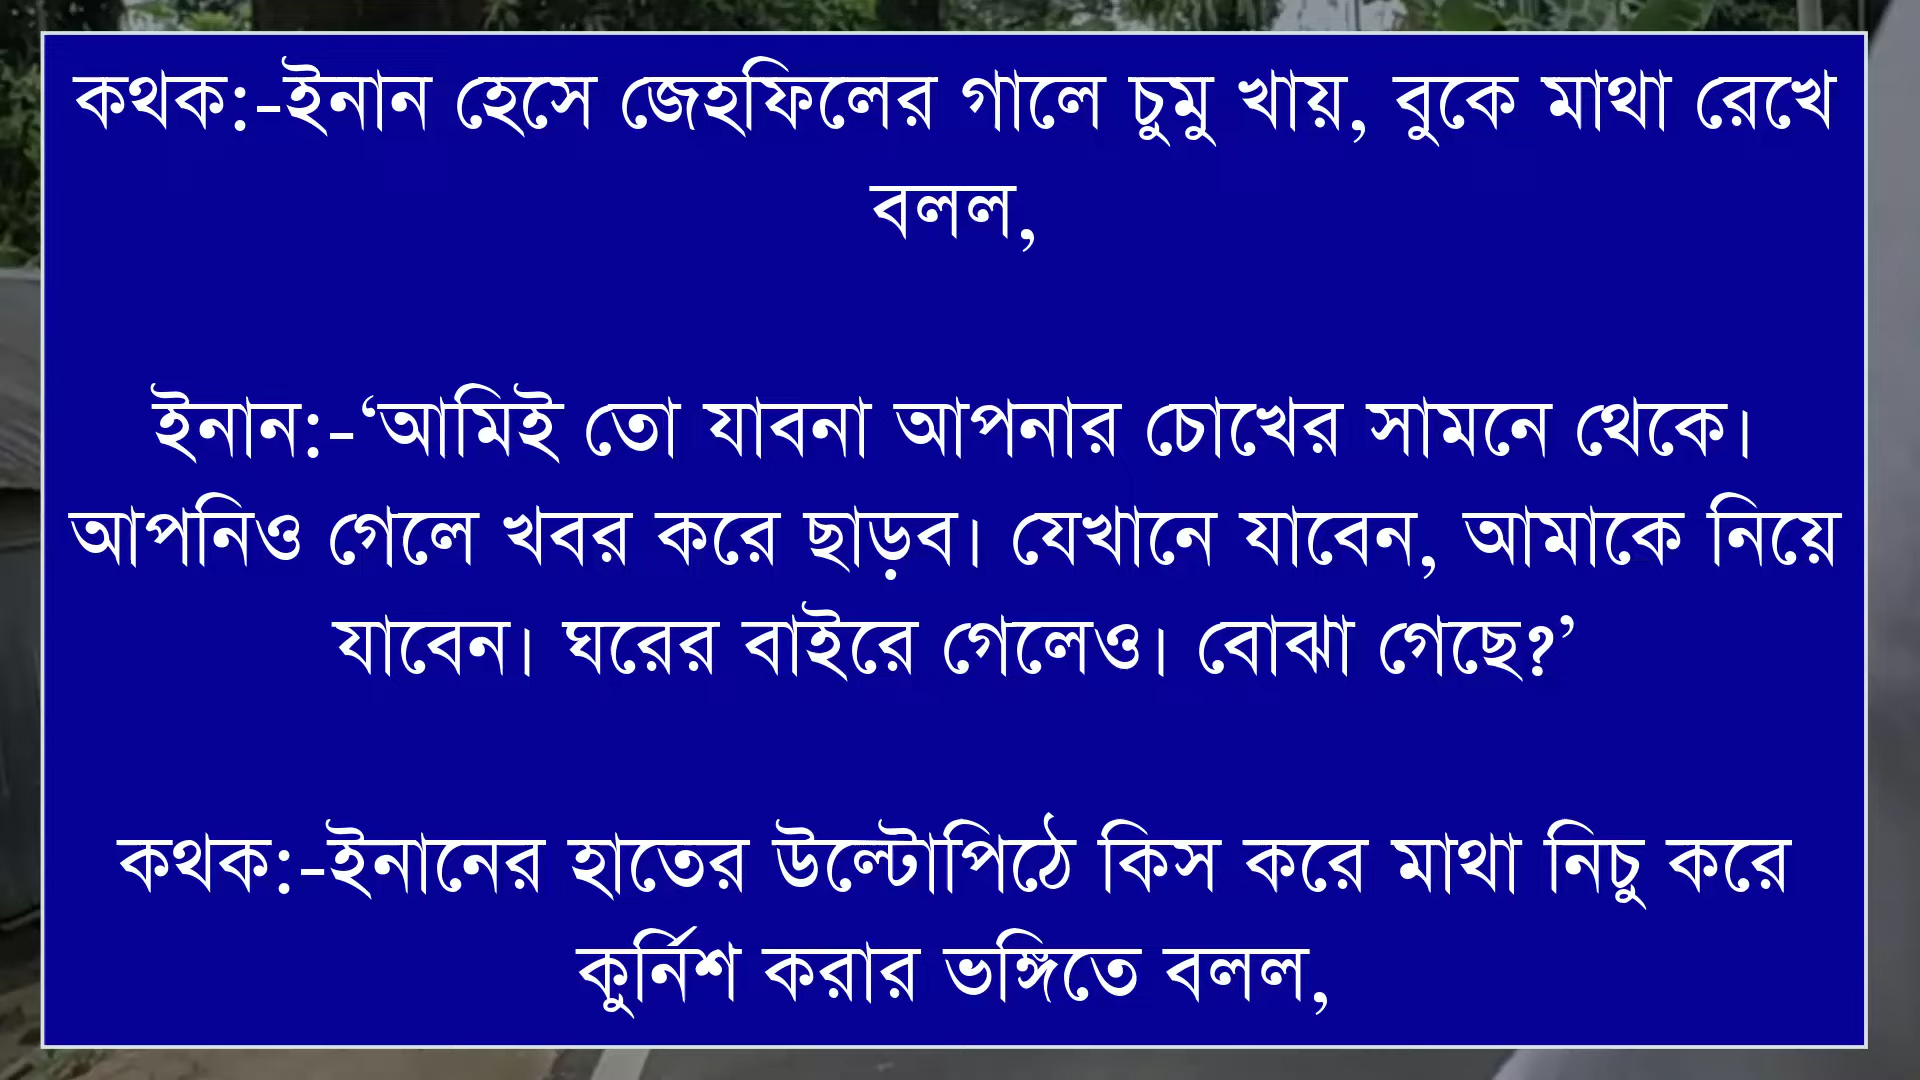 কথক:-ইনান হেসে জেহফিলের গালে চুমু খায়, বুকে মাথা রেখে
বলল,
ইনান:-‘আমিই তো যাবনা আপনার চোখের সামনে থেকে।
আপনিও গেলে খবর করে ছাড়ব। যেখানে যাবেন, আমাকে নিয়ে
যাবেন। ঘরের বাইরে গেলেও। বোঝা গেছে?’
কথক:-ইনানের হাতের উল্টোপিঠে কিস করে মাথা নিচু করে
কুর্নিশ করার ভঙ্গিতে বলল,